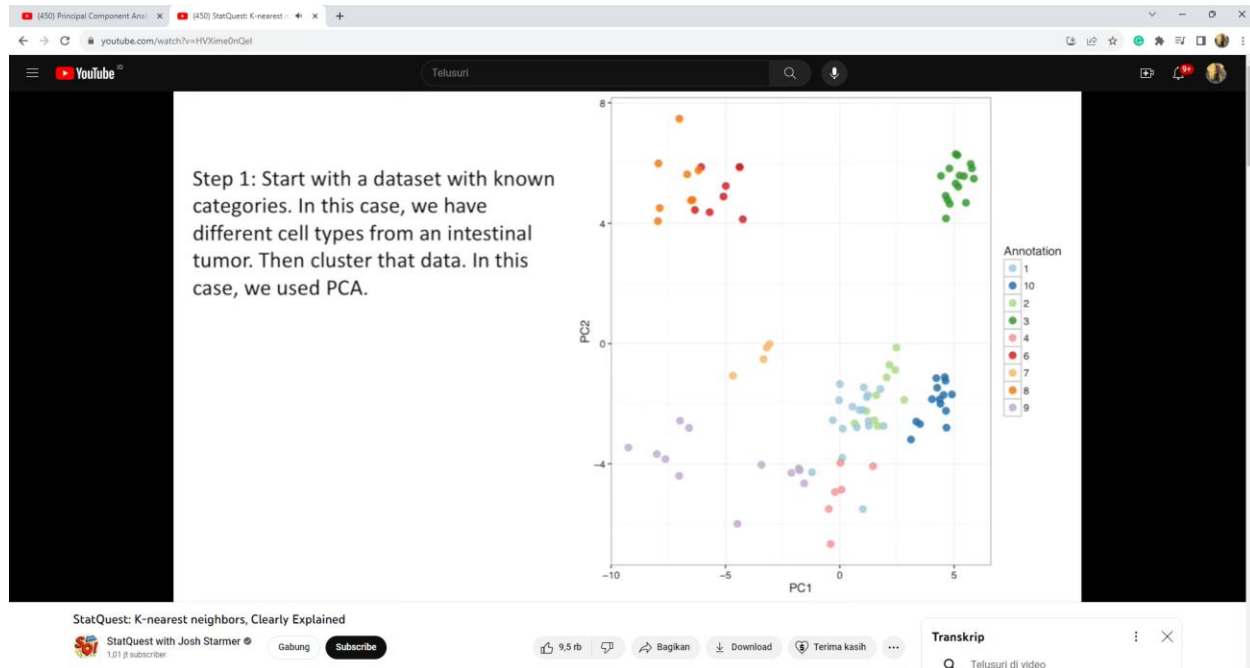 (450) Principal Component Anal
(450) StatQuest: K-nearest
youtube.com/watch?v=HVXime0nQeI
YouTube ID
Telusuri
9+
Step 1: Start with a dataset with known
categories. In this case, we have
different cell types from an intestinal
tumor. Then cluster that data. In this
case, we used PCA.
8
4
0
−4
PC2
−10 −5 0 5
PC1
Annotation
1
10
2
3
4
6
7
8
9
StatQuest: K-nearest neighbors, Clearly Explained
StatQuest with Josh Starmer
1,01 jt subscriber
Gabung
Subscribe
9,5 rb
Bagikan
Download
Terima kasih
Transkrip
Telusuri di video